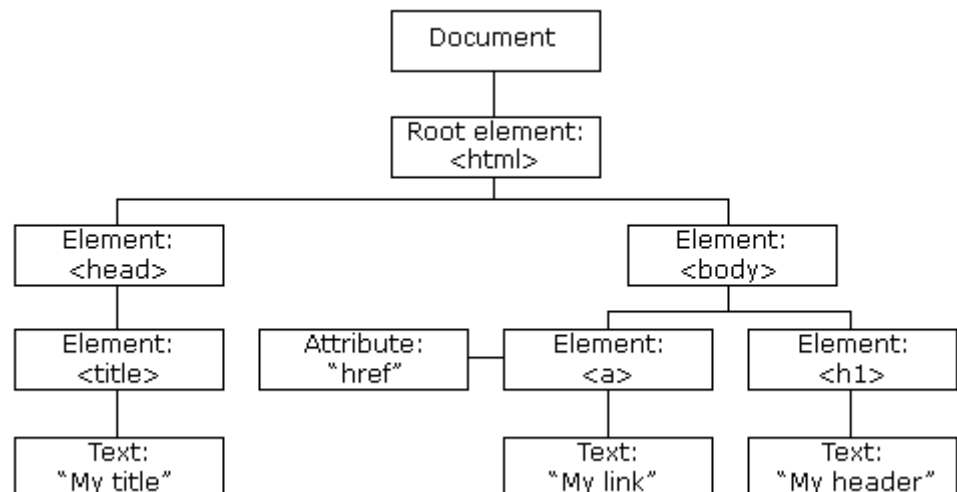 Document
Root element:
<html>
Element:
<head>
Element:
<body>
Element:
<title>
Attribute:
“href”
Element:
<a>
Element:
<h1>
Text:
“My title”
Text:
“My link”
Text:
“My header”